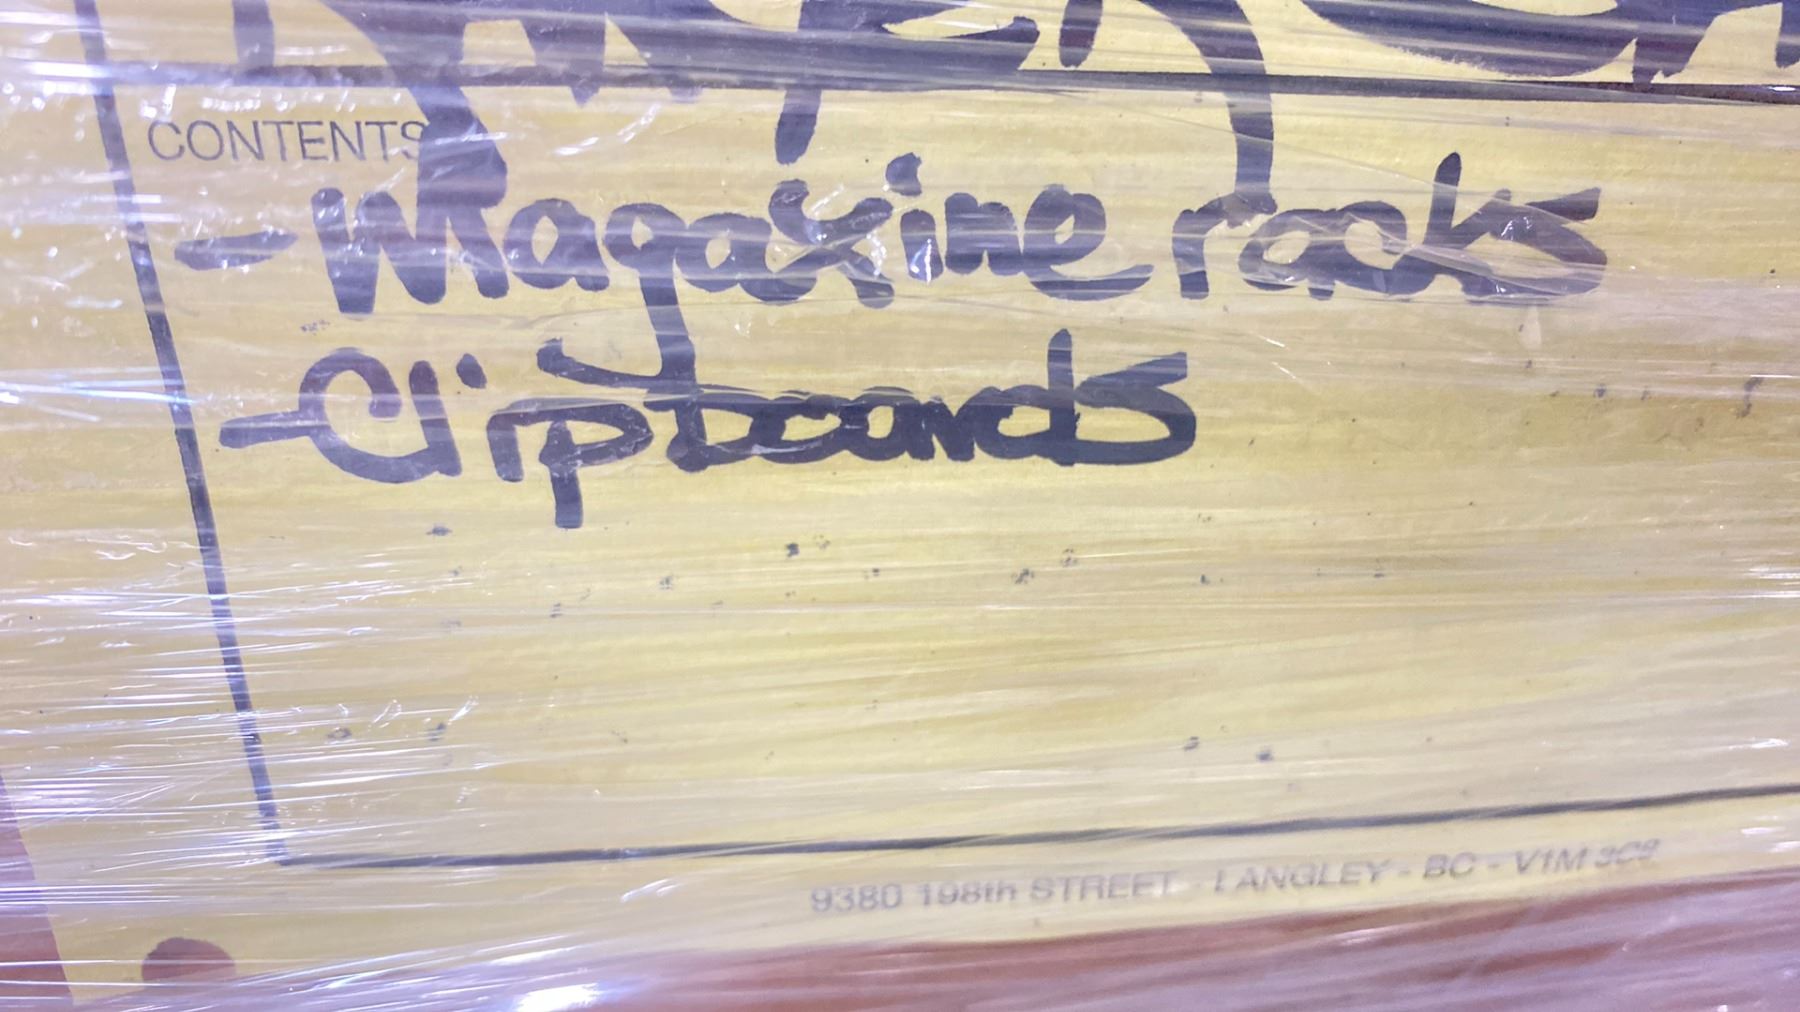 CONTENTS
- Magazine racks
- Clipboards
9380 198th STREET - LANGLEY - BC - V1M 3C8